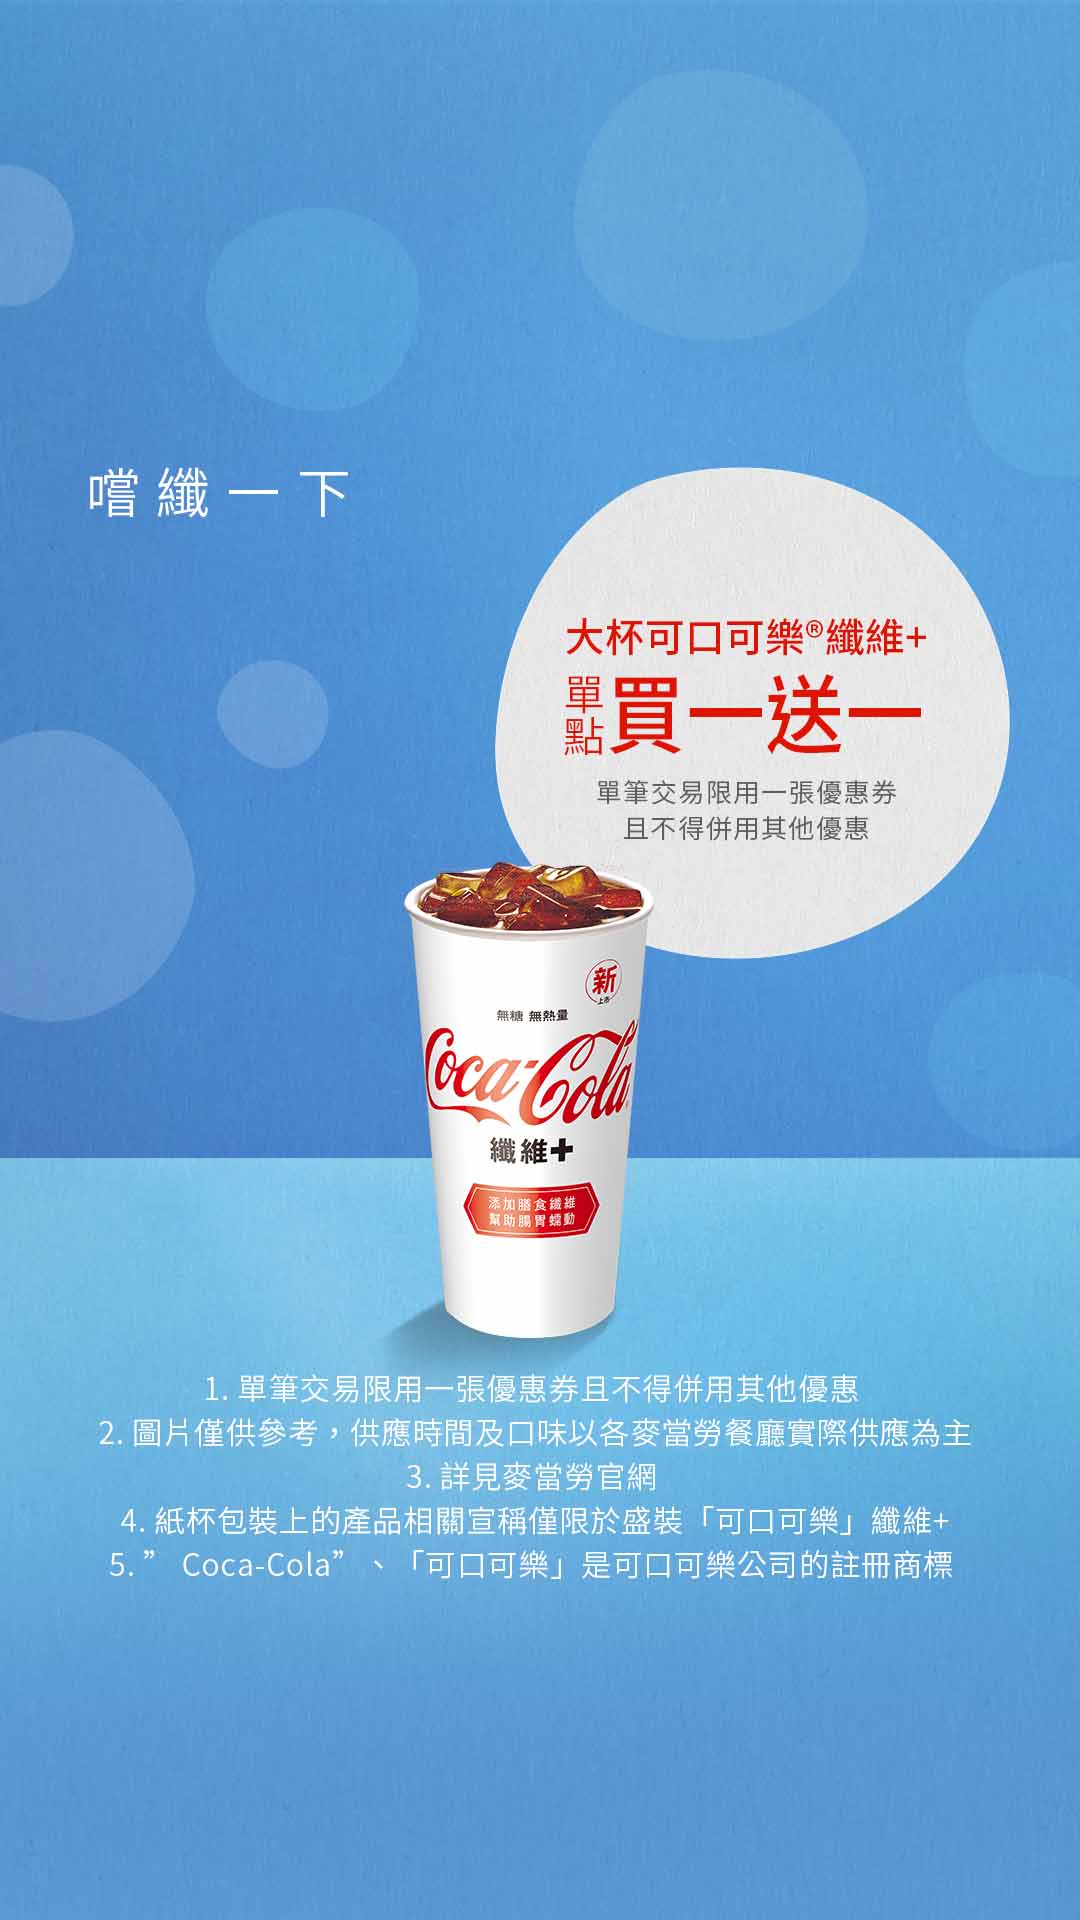 嚐纖一下
大杯可口可樂®纖維+
單點買一送一
單筆交易限用一張優惠券
且不得併用其他優惠
新
上市
無糖 無熱量
Coca-Cola
纖維+
添加膳食纖維
幫助腸胃蠕動
1. 單筆交易限用一張優惠券且不得併用其他優惠
2. 圖片僅供參考，供應時間及口味以各麥當勞餐廳實際供應為主
3. 詳見麥當勞官網
4. 紙杯包裝上的產品相關宣稱僅限於盛裝「可口可樂」纖維+
5. ” Coca-Cola” 、「可口可樂」是可口可樂公司的註冊商標